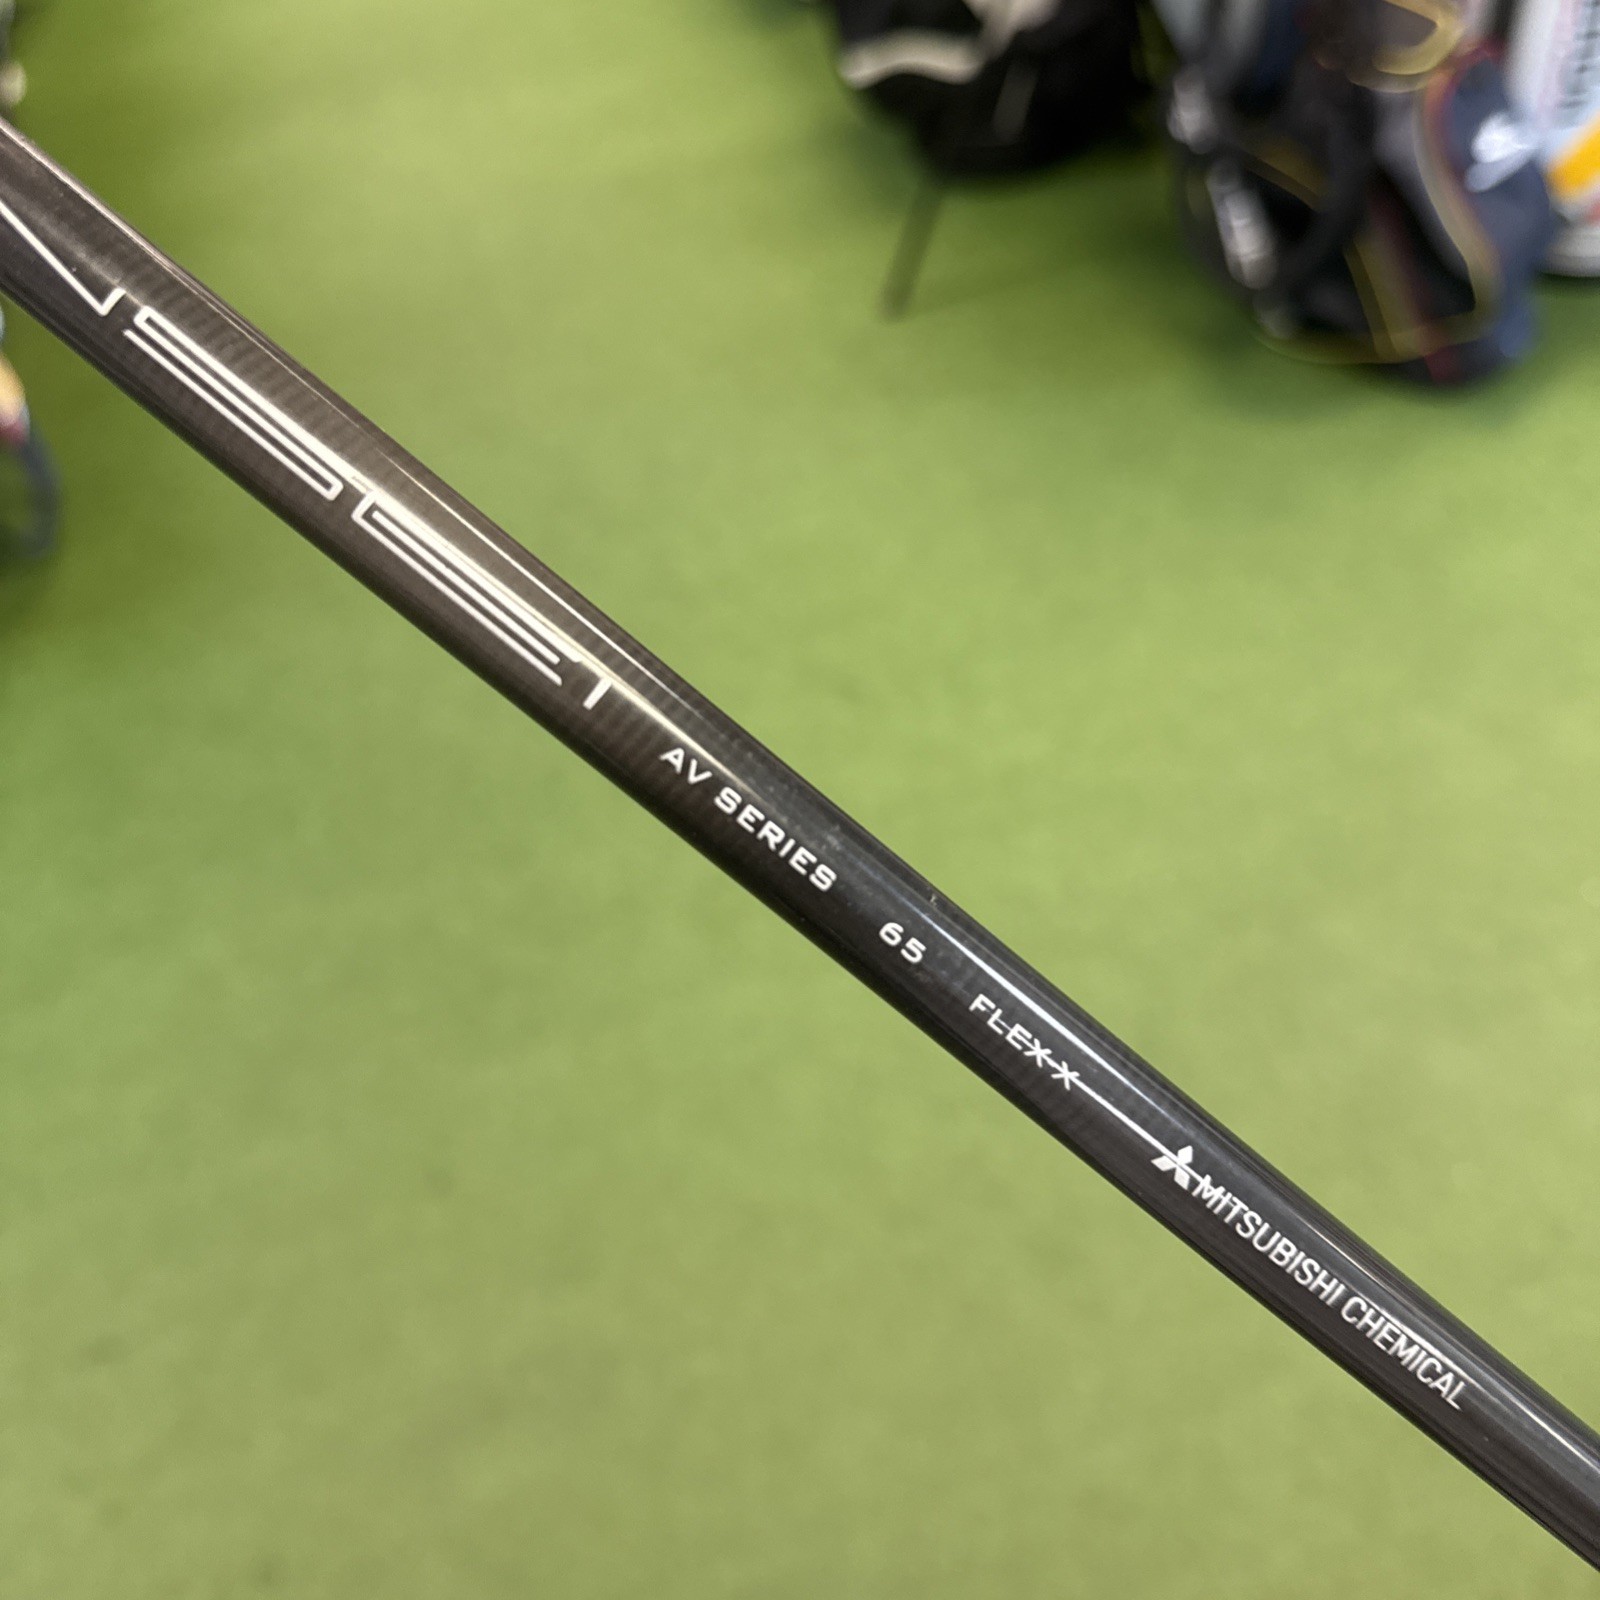 AV SERIES 65 FLEX X MITSUBISHI CHEMICAL